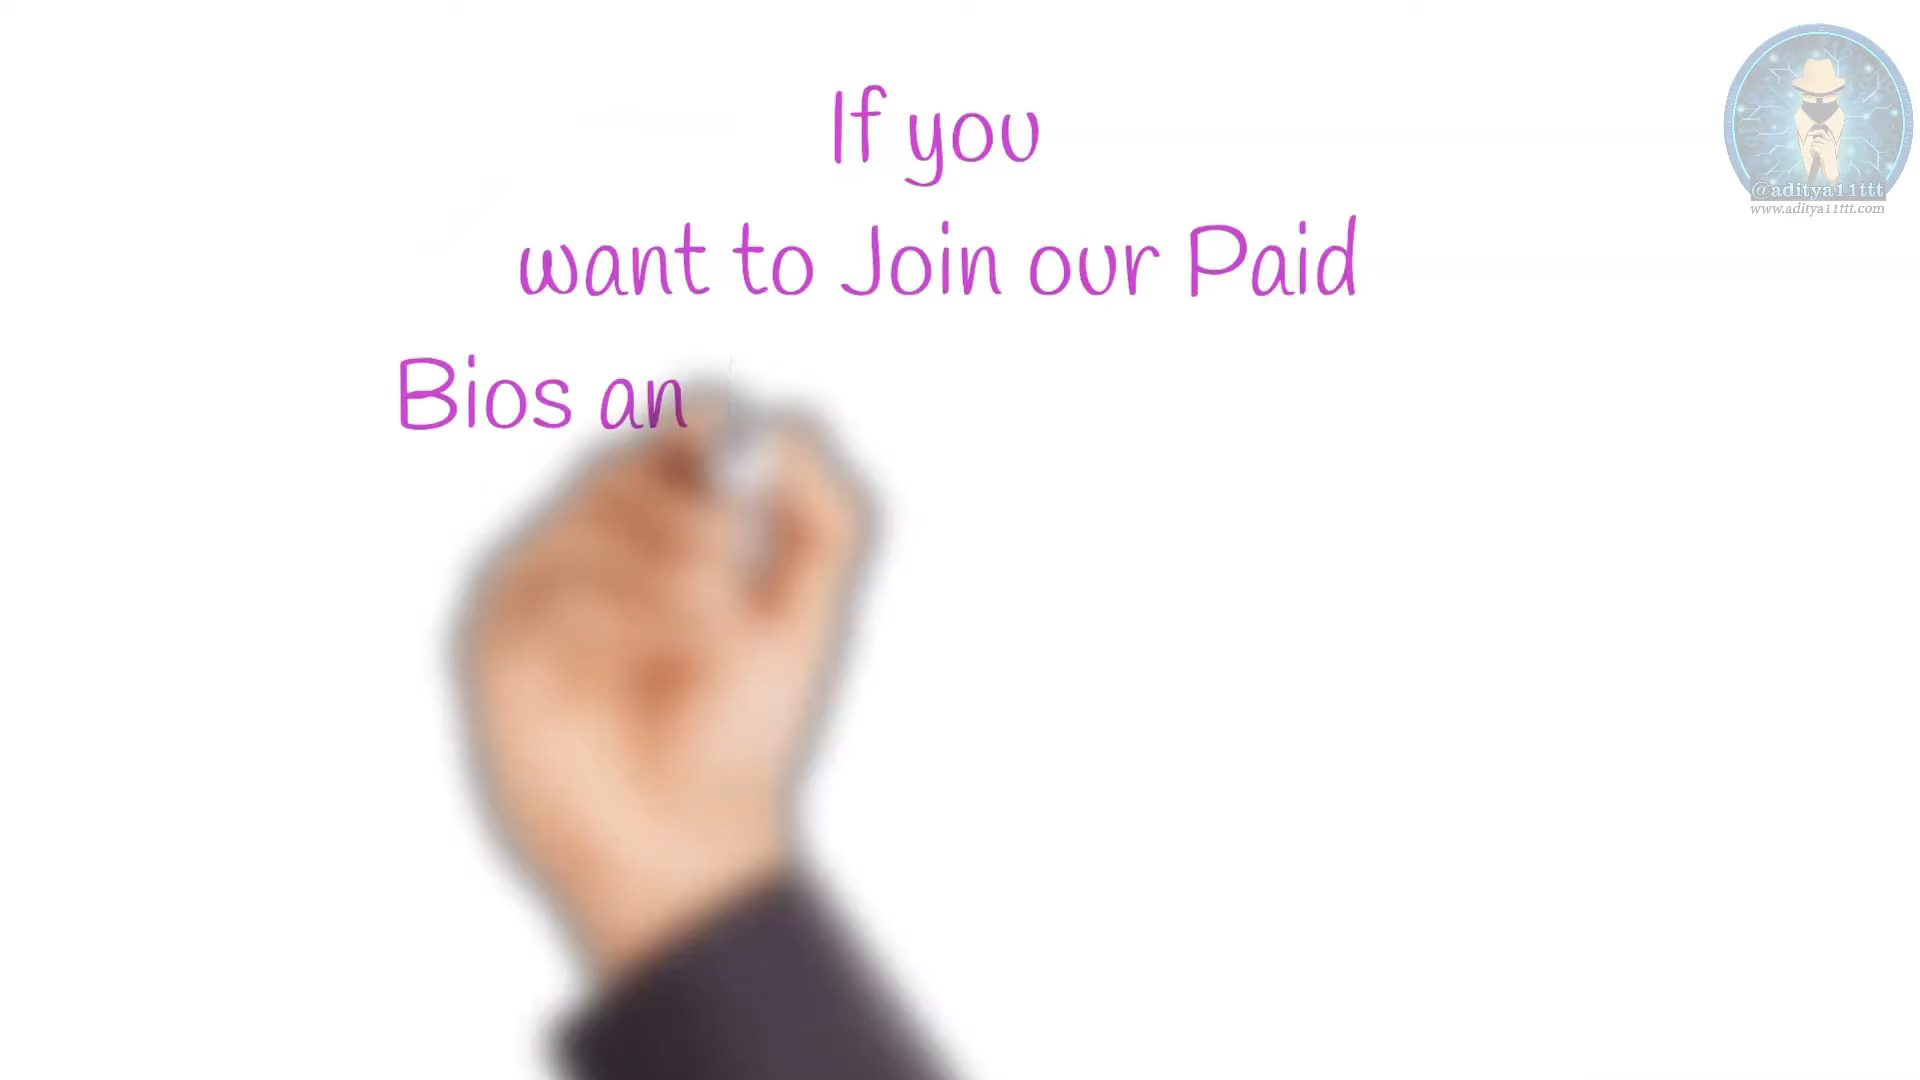 If you
want to Join our Paid
Bios an
@aditya11ttt
www.aditya11ttt.com